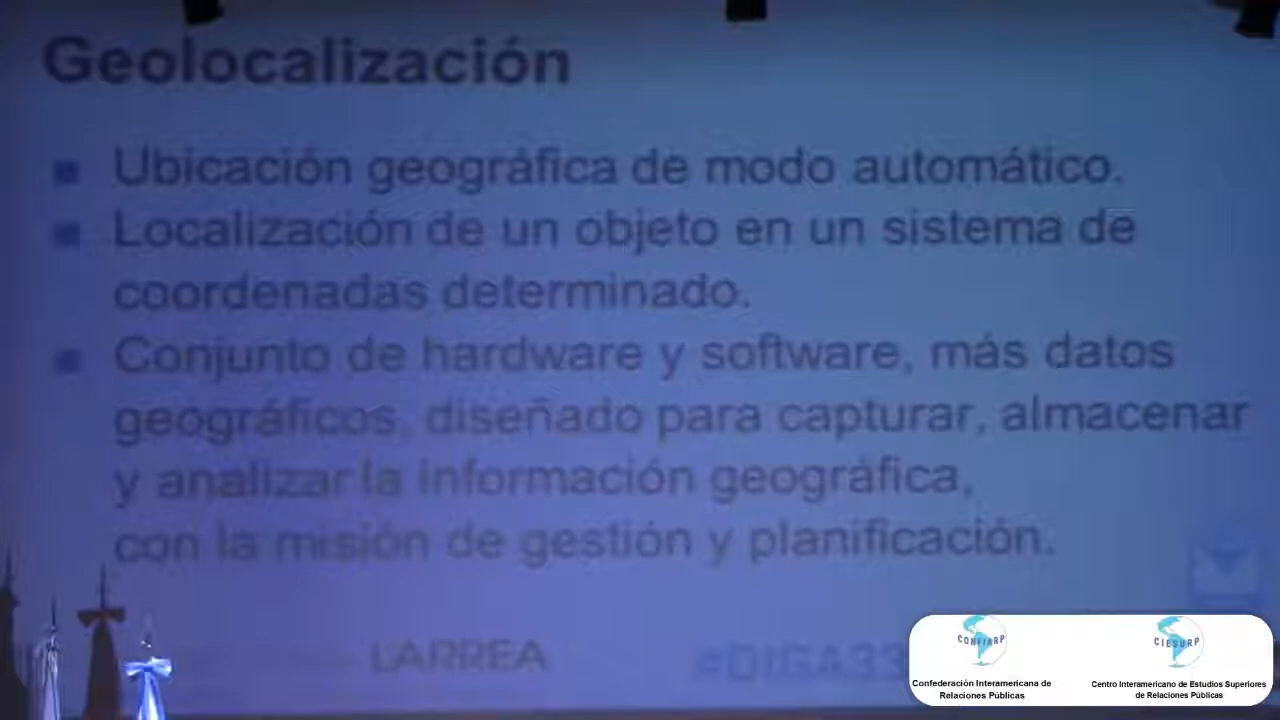 Geolocalización
Ubicación geográfica de modo automático.
Localización de un objeto en un sistema de
coordenadas determinado.
Conjunto de hardware y software, más datos
geográficos, diseñado para capturar, almacenar
y analizar la información geográfica,
con la misión de gestión y planificación.
LARREA
CONFIARP
CIESURP
Confederación Interamericana de
Relaciones Públicas
Centro Interamericano de Estudios Superiores
de Relaciones Públicas